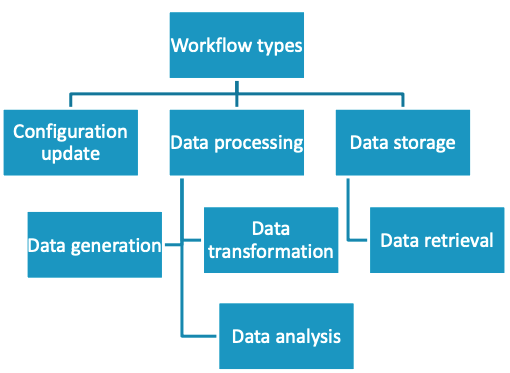 Workflow types
Configuration
update
Data processing
Data storage
Data generation
Data
transformation
Data retrieval
Data analysis